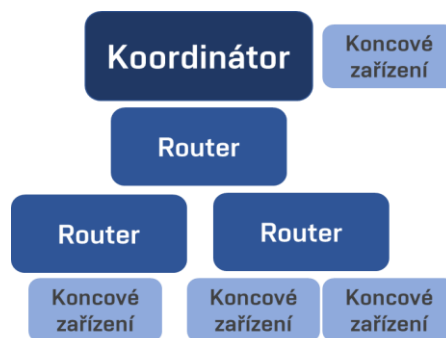 Koordinátor
Koncové
zařízení
Router
Router
Router
Koncové
zařízení
Koncové
zařízení
Koncové
zařízení